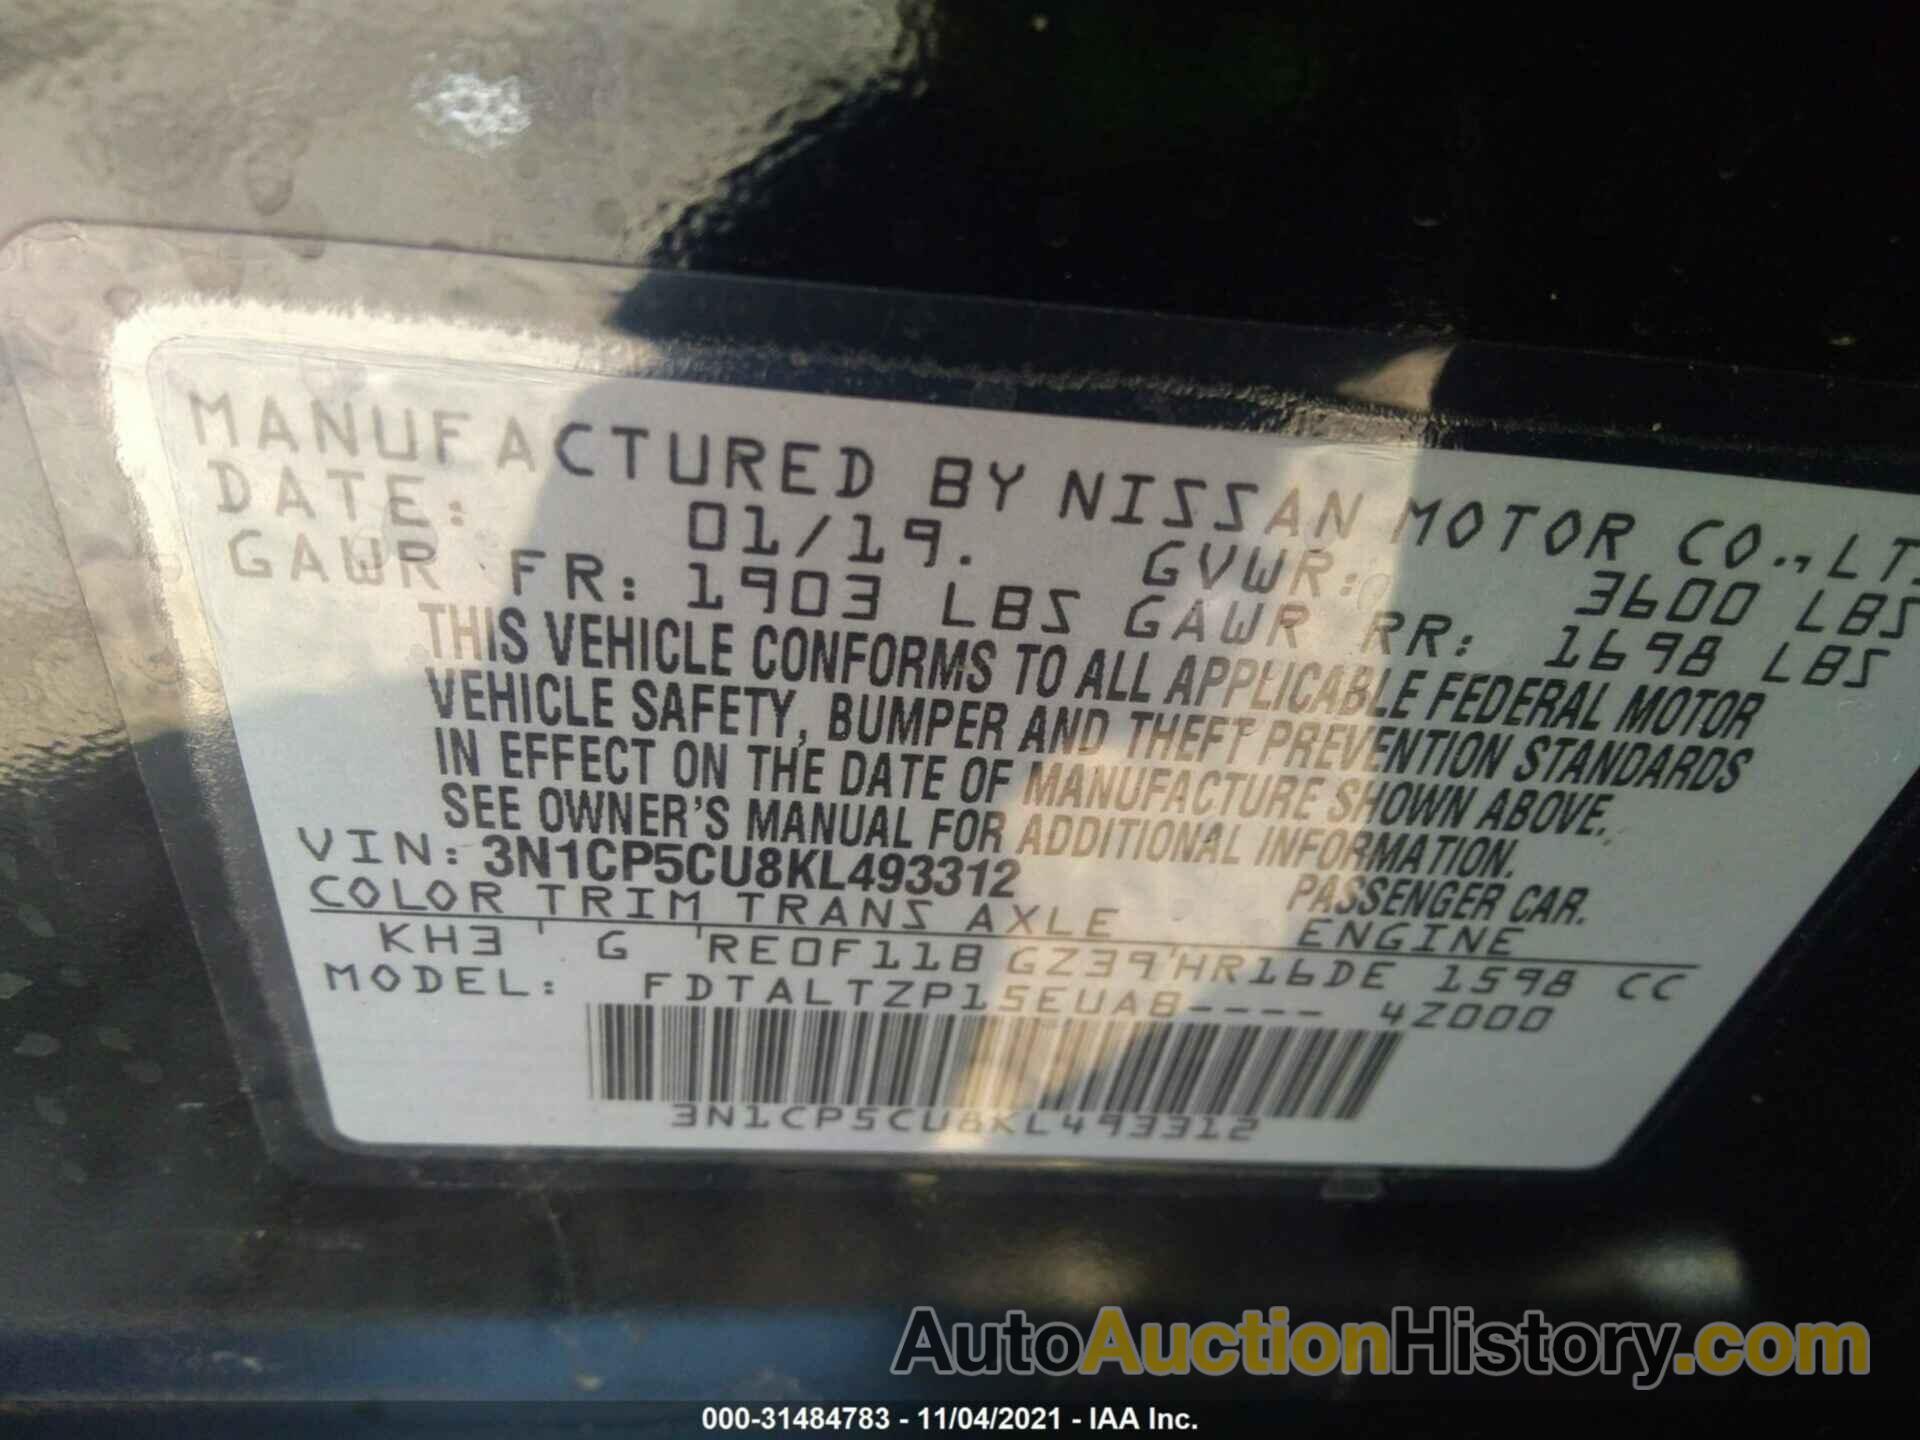 MANUFACTURED BY NISSAN MOTOR CO.,LTD
DATE: 01/19. GVWR: 3600 LBS
GAWR FR: 1903 LBS GAWR RR: 1698 LBS
THIS VEHICLE CONFORMS TO ALL APPLICABLE FEDERAL MOTOR
VEHICLE SAFETY, BUMPER AND THEFT PREVENTION STANDARDS
IN EFFECT ON THE DATE OF MANUFACTURE SHOWN ABOVE.
SEE OWNER'S MANUAL FOR ADDITIONAL INFORMATION.
VIN: 3N1CP5CU8KL493312 PASSENGER CAR.
COLOR TRIM TRANS AXLE ENGINE
KH3 G RE0F11B GZ39 HR16DE 1598 CC
MODEL: FDTALTZP15EUA8---- 4Z000
3N1CP5CU8KL493312
AutoAuctionHistory.com
000-31484783 - 11/04/2021 - IAA Inc.